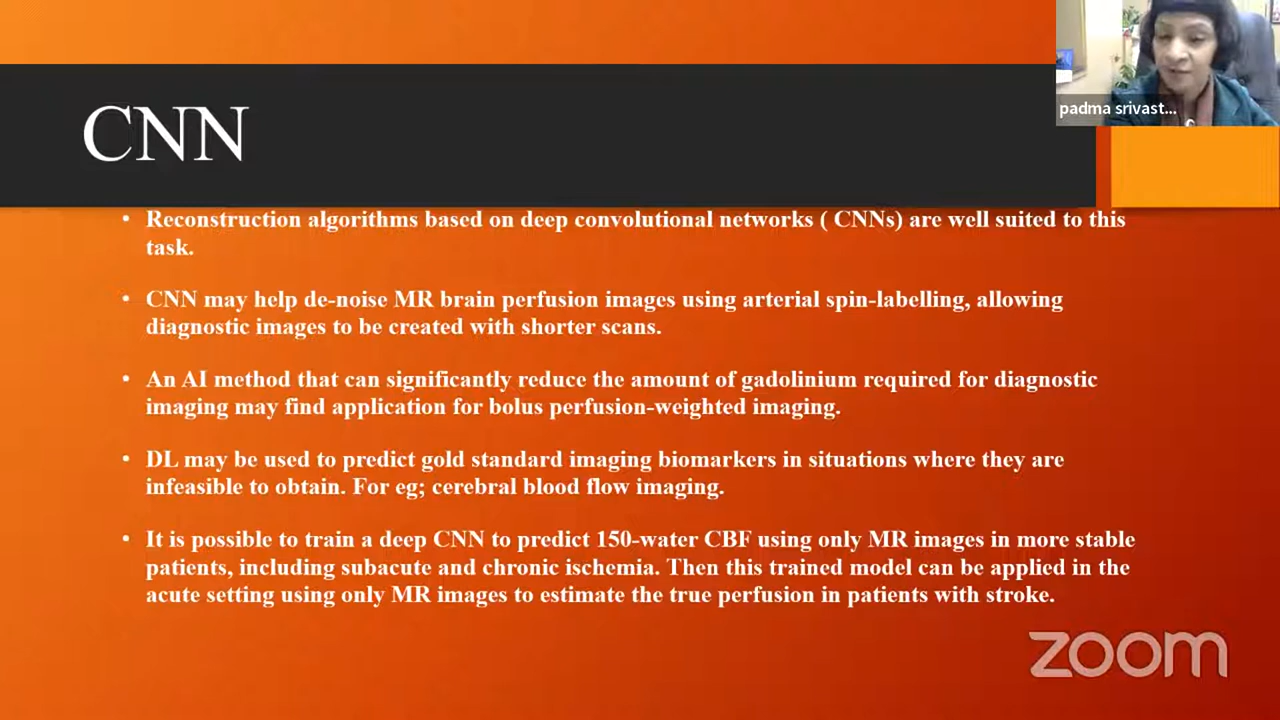 padma srivast...
CNN
• Reconstruction algorithms based on deep convolutional networks ( CNNs) are well suited to this
task.
• CNN may help de-noise MR brain perfusion images using arterial spin-labelling, allowing
diagnostic images to be created with shorter scans.
• An AI method that can significantly reduce the amount of gadolinium required for diagnostic
imaging may find application for bolus perfusion-weighted imaging.
• DL may be used to predict gold standard imaging biomarkers in situations where they are
infeasible to obtain. For eg; cerebral blood flow imaging.
• It is possible to train a deep CNN to predict 150-water CBF using only MR images in more stable
patients, including subacute and chronic ischemia. Then this trained model can be applied in the
acute setting using only MR images to estimate the true perfusion in patients with stroke.
zoom